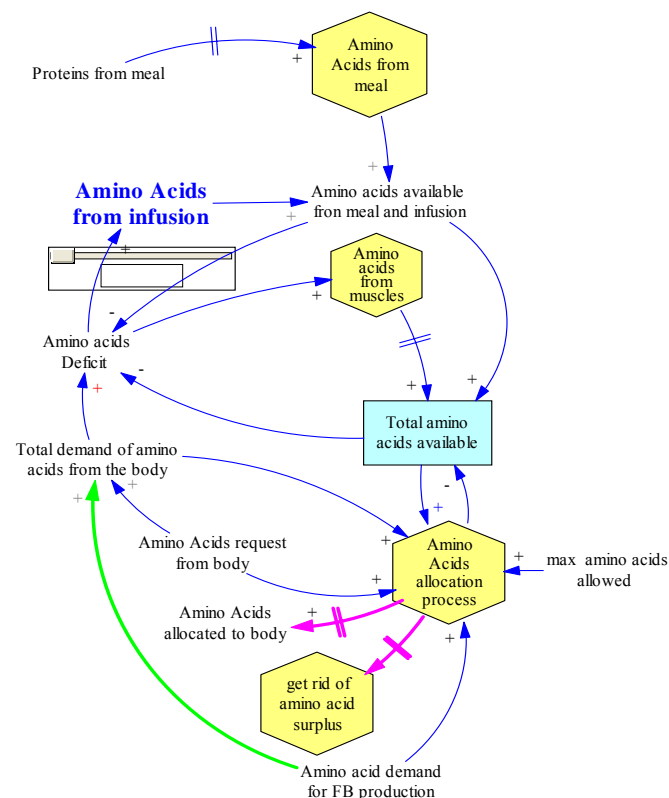 Amino
Acids from
meal
Proteins from meal
+
+
Amino Acids
from infusion
Amino acids available
fron meal and infusion
+
+
Amino
acids
from
muscles
+
-
Amino acids
Deficit
-
+
+
+
Total amino
acids available
Total demand of amino
acids from the body
+
+
-
+
Amino Acids request
from body
+
Amino
Acids
allocation
process
+
+
max amino acids
allowed
Amino Acids
allocated to body
+
+
get rid of
amino acid
surplus
Amino acid demand
for FB production